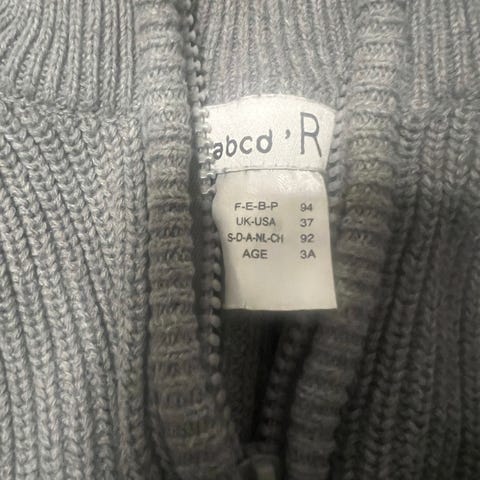 abcd'R
F-E-B-P 94
UK-USA 37
S-D-A-NL-CH 92
AGE 3A